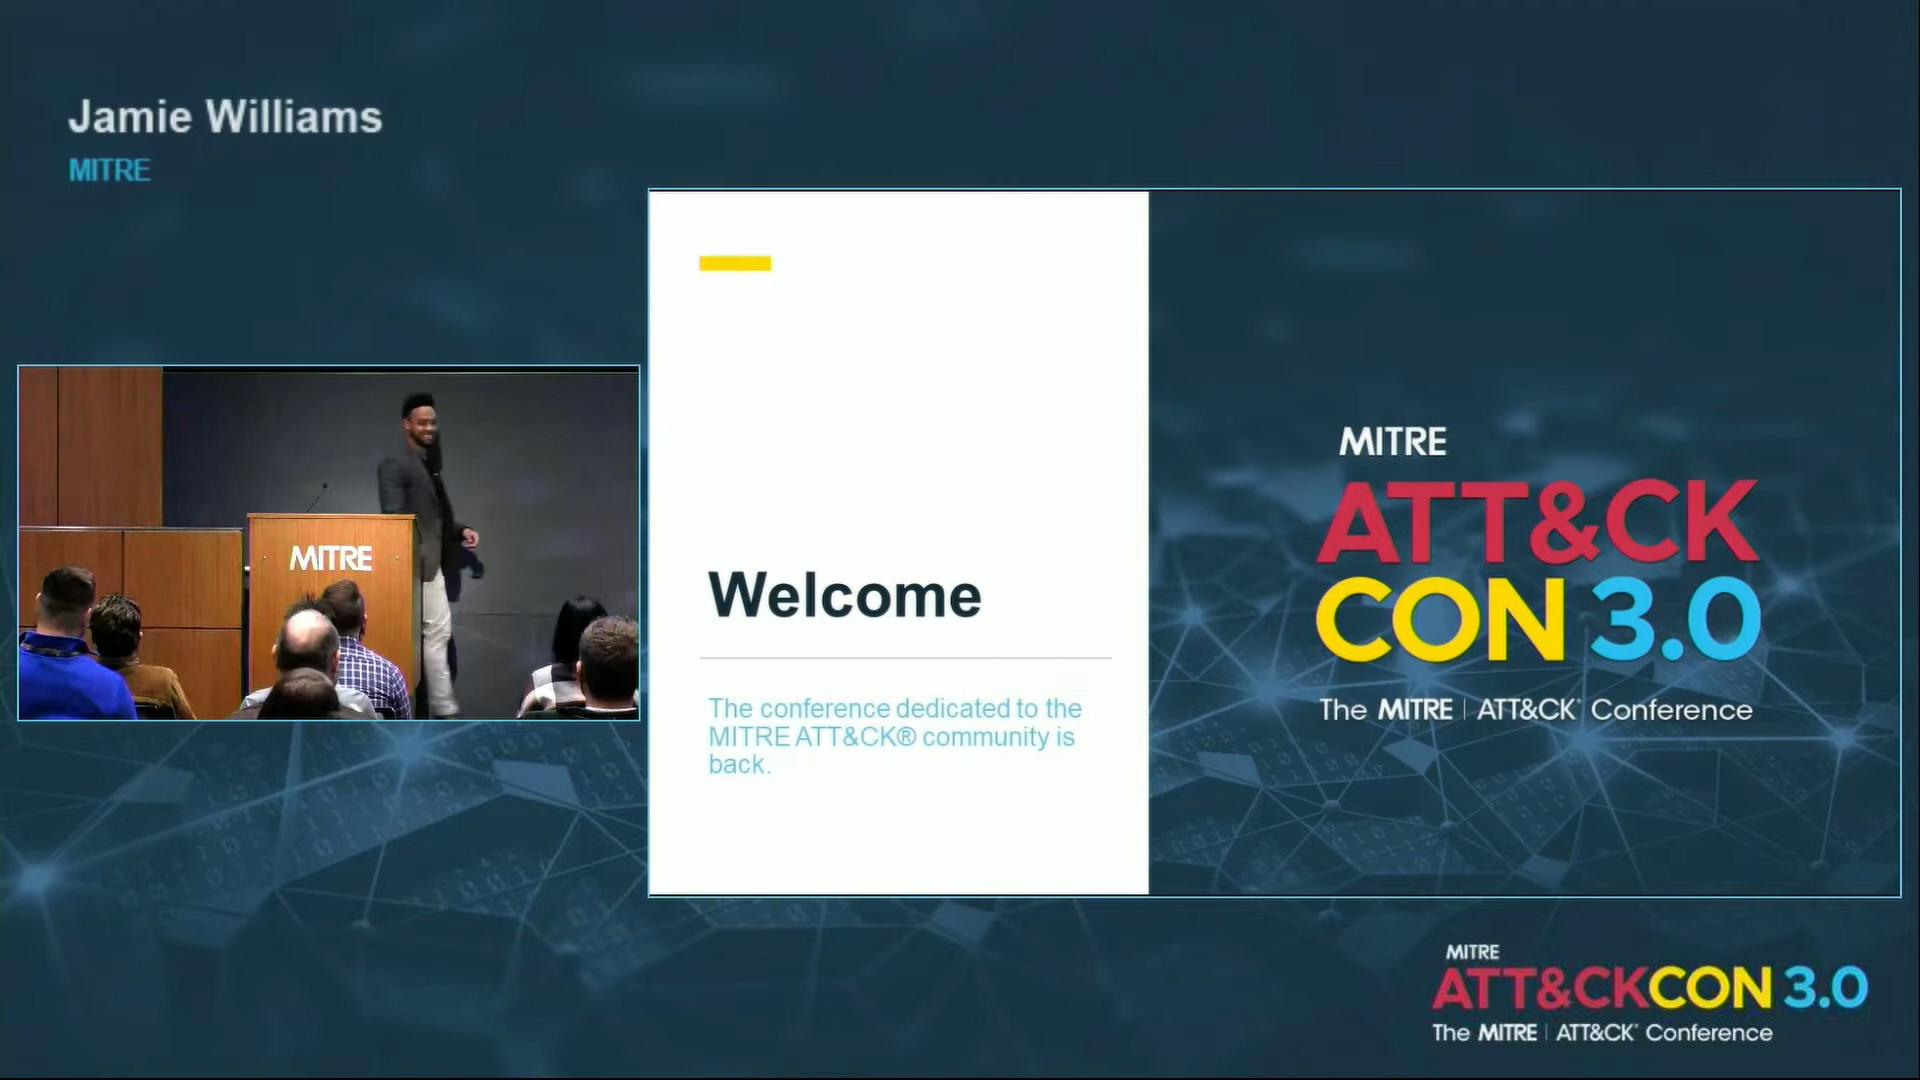 Jamie Williams
MITRE
MITRE
Welcome
The conference dedicated to the
MITRE ATT&CK® community is
back.
MITRE
ATT&CK
CON 3.0
The MITRE | ATT&CK® Conference
MITRE
ATT&CKCON 3.0
The MITRE | ATT&CK® Conference